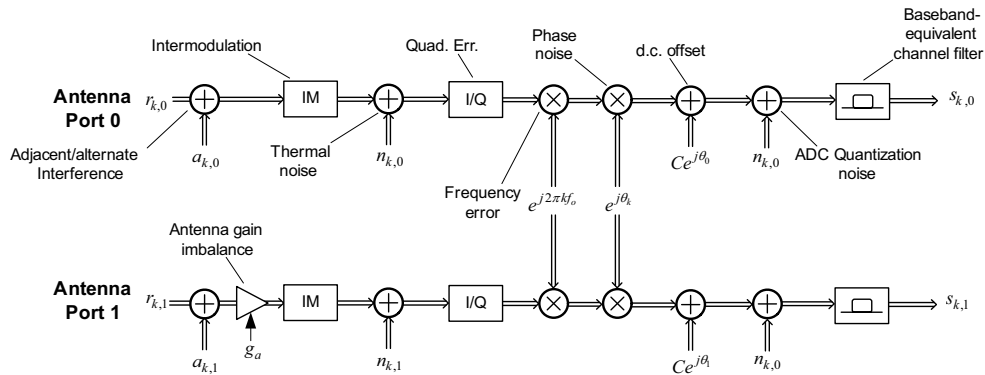 Baseband-
equivalent
channel filter
Phase
noise
d.c. offset
Intermodulation
Quad. Err.
Antenna
Port 0
r_{k,0}
IM
I/Q
s_{k,0}
Adjacent/alternate
Interference
a_{k,0}
Thermal
noise
n_{k,0}
Frequency
error
e^{j2πkf_o}
e^{jθ_k}
Ce^{jθ_0}
n_{k,0}
ADC Quantization
noise
Antenna gain
imbalance
Antenna
Port 1
r_{k,1}
IM
I/Q
s_{k,1}
a_{k,1}
g_a
n_{k,1}
Ce^{jθ_1}
n_{k,0}